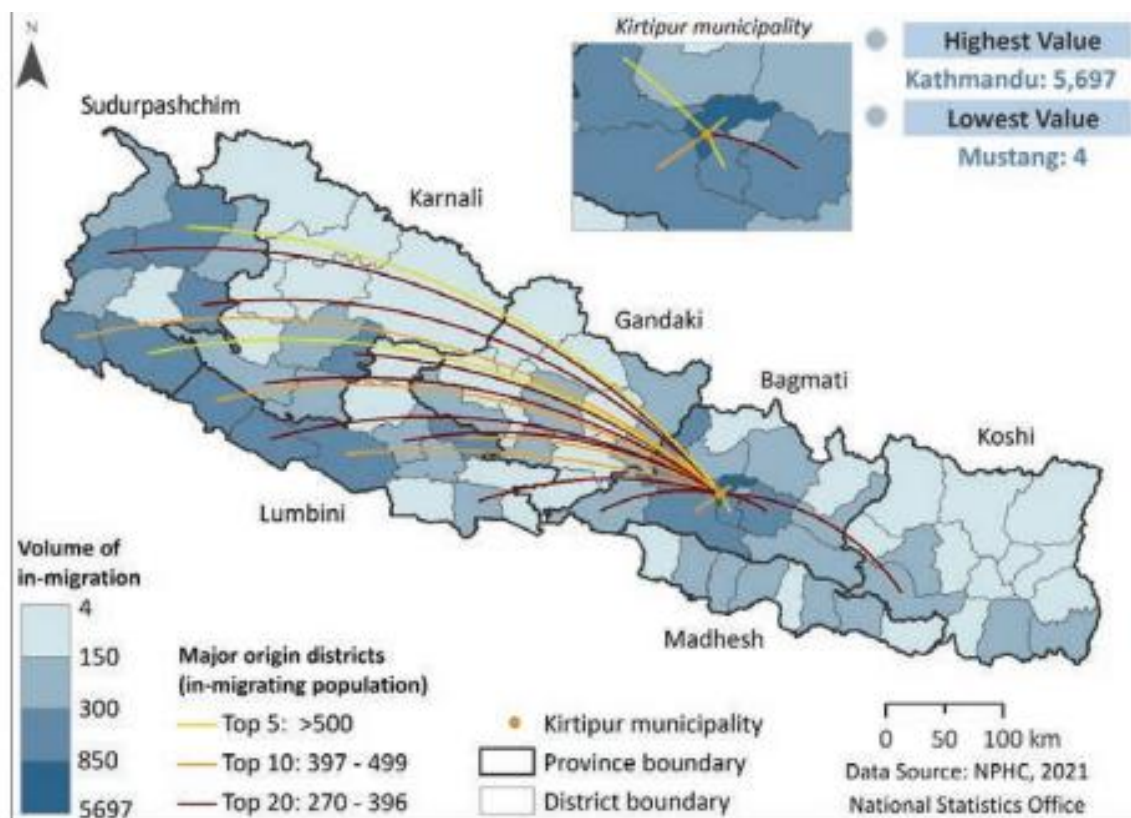 N
Kirtipur municipality
Highest Value
Kathmandu: 5,697
Lowest Value
Mustang: 4
Sudurpashchim
Karnali
Gandaki
Bagmati
Koshi
Lumbini
Madhesh
Volume of
in-migration
4
150
300
850
5697
Major origin districts
(in-migrating population)
Top 5: >500
Top 10: 397 - 499
Top 20: 270 - 396
Kirtipur municipality
Province boundary
District boundary
0 50 100 km
Data Source: NPHC, 2021
National Statistics Office